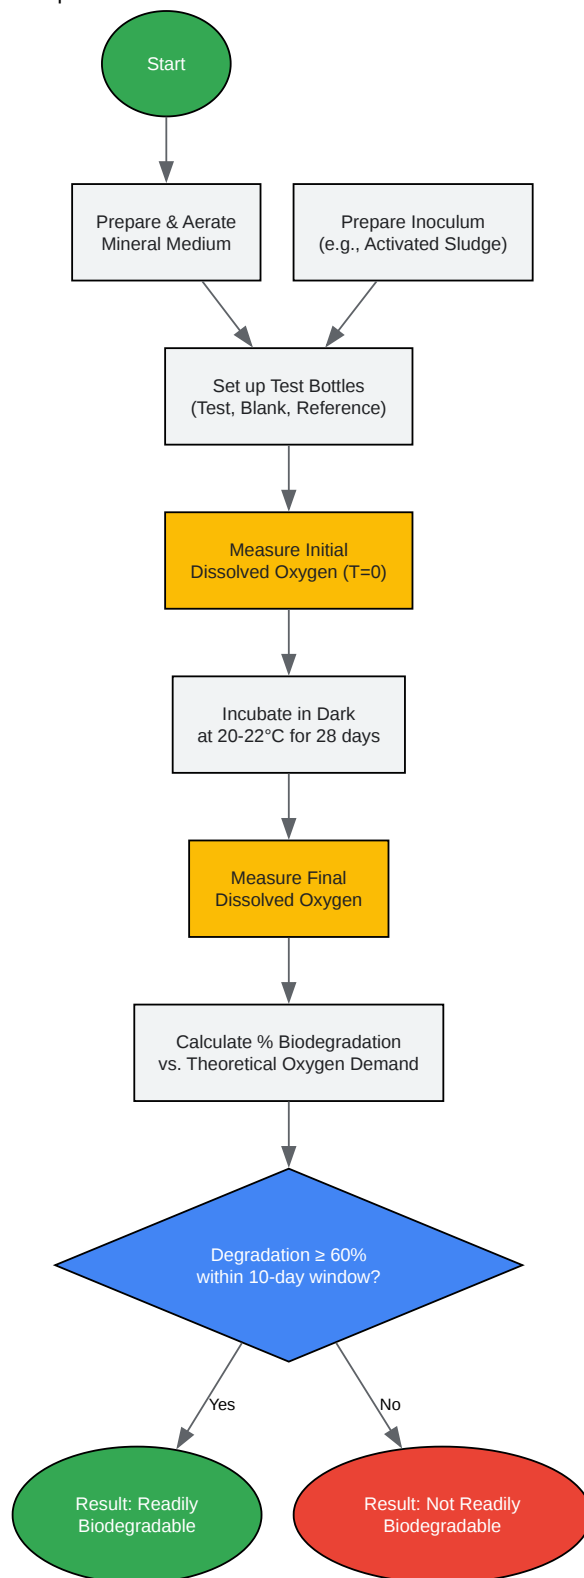 Start
Prepare & Aerate
Mineral Medium
Prepare Inoculum
(e.g., Activated Sludge)
Set up Test Bottles
(Test, Blank, Reference)
Measure Initial
Dissolved Oxygen (T=0)
Incubate in Dark
at 20-22°C for 28 days
Measure Final
Dissolved Oxygen
Calculate % Biodegradation
vs. Theoretical Oxygen Demand
Degradation ≥ 60%
within 10-day window?
Yes
No
Result: Readily
Biodegradable
Result: Not Readily
Biodegradable